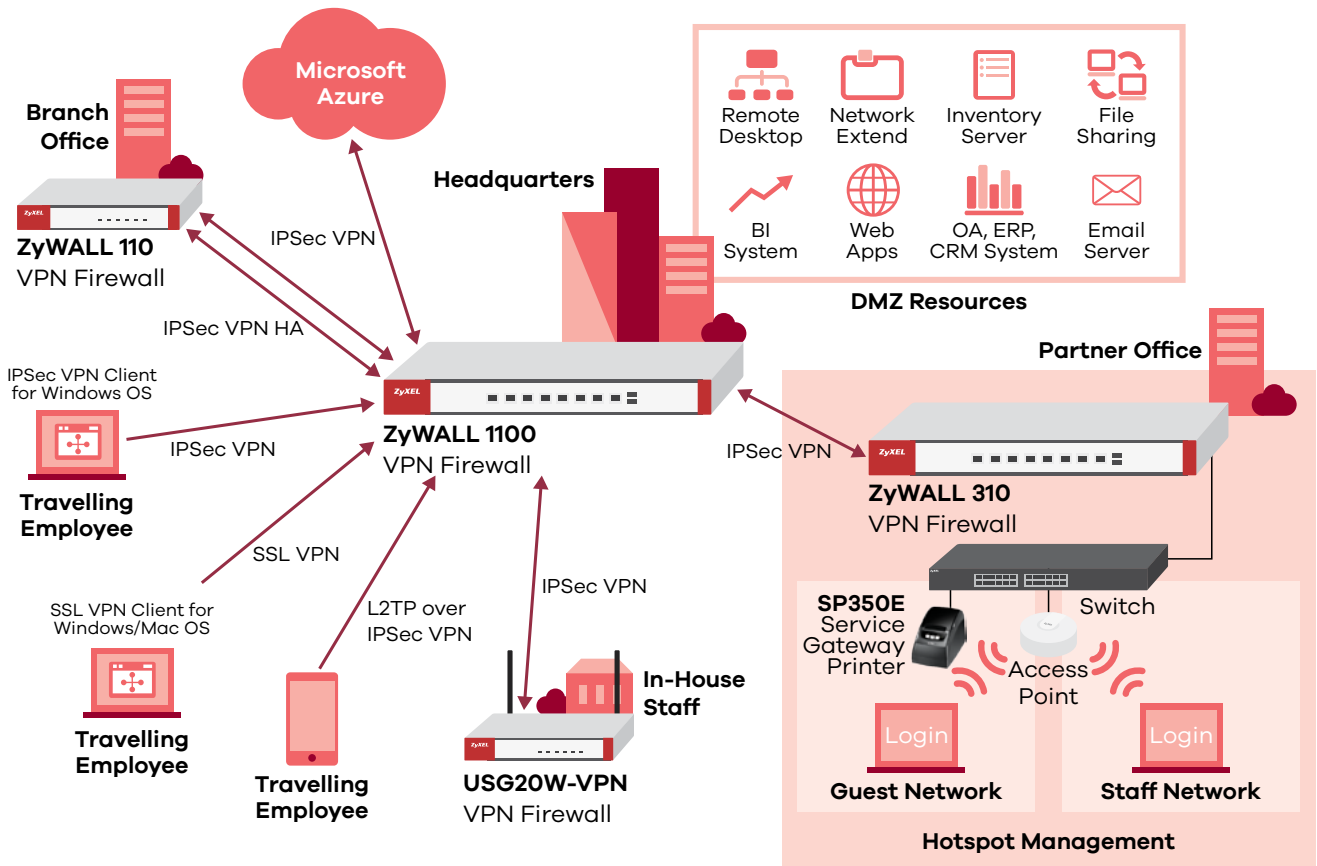 Microsoft
Azure
Branch
Office
ZyXEL
ZyWALL 110
VPN Firewall
IPSec VPN
IPSec VPN HA
Headquarters
Remote
Desktop
Network
Extend
Inventory
Server
File
Sharing
BI
System
Web
Apps
OA, ERP,
CRM System
Email
Server
DMZ Resources
IPSec VPN Client
for Windows OS
Travelling
Employee
IPSec VPN
ZyXEL
ZyWALL 1100
VPN Firewall
IPSec VPN
Partner Office
ZyXEL
ZyWALL 310
VPN Firewall
SSL VPN Client for
Windows/Mac OS
Travelling
Employee
SSL VPN
L2TP over
IPSec VPN
Travelling
Employee
IPSec VPN
In-House
Staff
ZyXEL
USG20W-VPN
VPN Firewall
Switch
SP350E
Service
Gateway
Printer
Access
Point
Login
Guest Network
Login
Staff Network
Hotspot Management